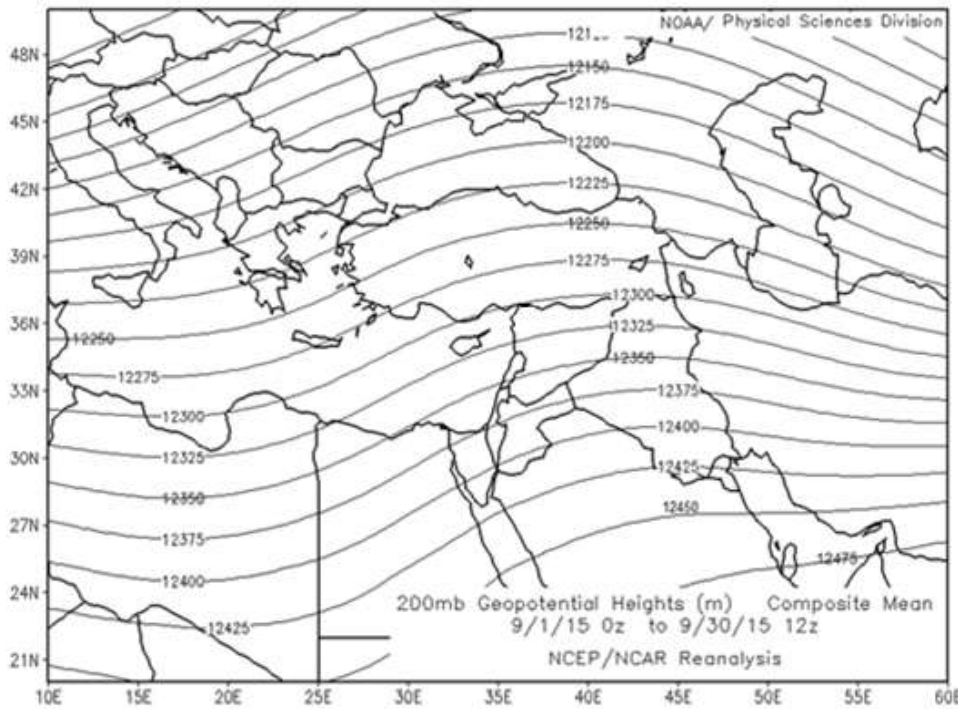 NOAA/ Physical Sciences Division
48N
45N
42N
39N
36N
33N
30N
27N
24N
21N
12150
12175
12200
12225
12250
12275
12300
12325
12350
12375
12400
12425
12450
12475
12250
12275
12300
12325
12350
12375
12400
12425
200mb Geopotential Heights (m) Composite Mean
9/1/15 0z to 9/30/15 12z
NCEP/NCAR Reanalysis
10E 15E 20E 25E 30E 35E 40E 45E 50E 55E 60E